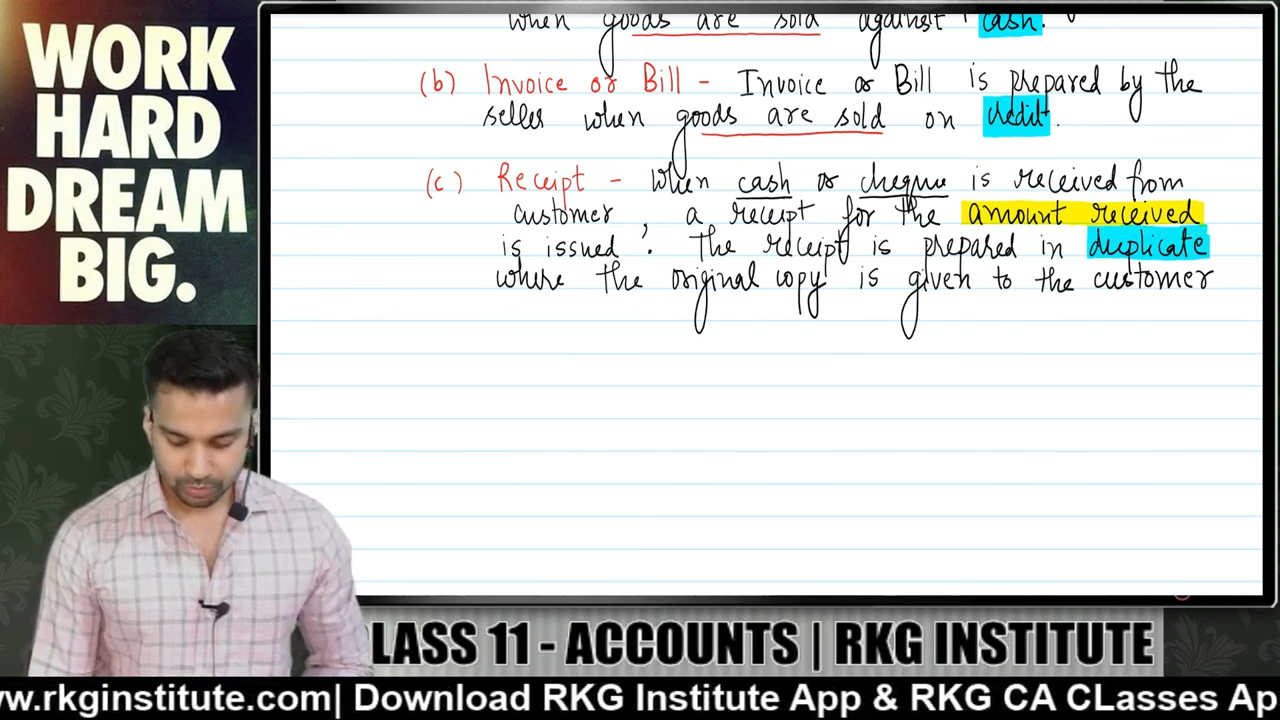 WORK
HARD
DREAM
BIG.
when goods are sold against cash.
(b) Invoice or Bill - Invoice or Bill is prepared by the
seller when goods are sold on credit.
(c) Receipt - When cash or cheque is received from
customer, a receipt for the amount received
is issued. The receipt is prepared in duplicate
where the original copy is given to the customer
LASS 11 - ACCOUNTS | RKG INSTITUTE
w.rkginstitute.com| Download RKG Institute App & RKG CA CLasses Ap